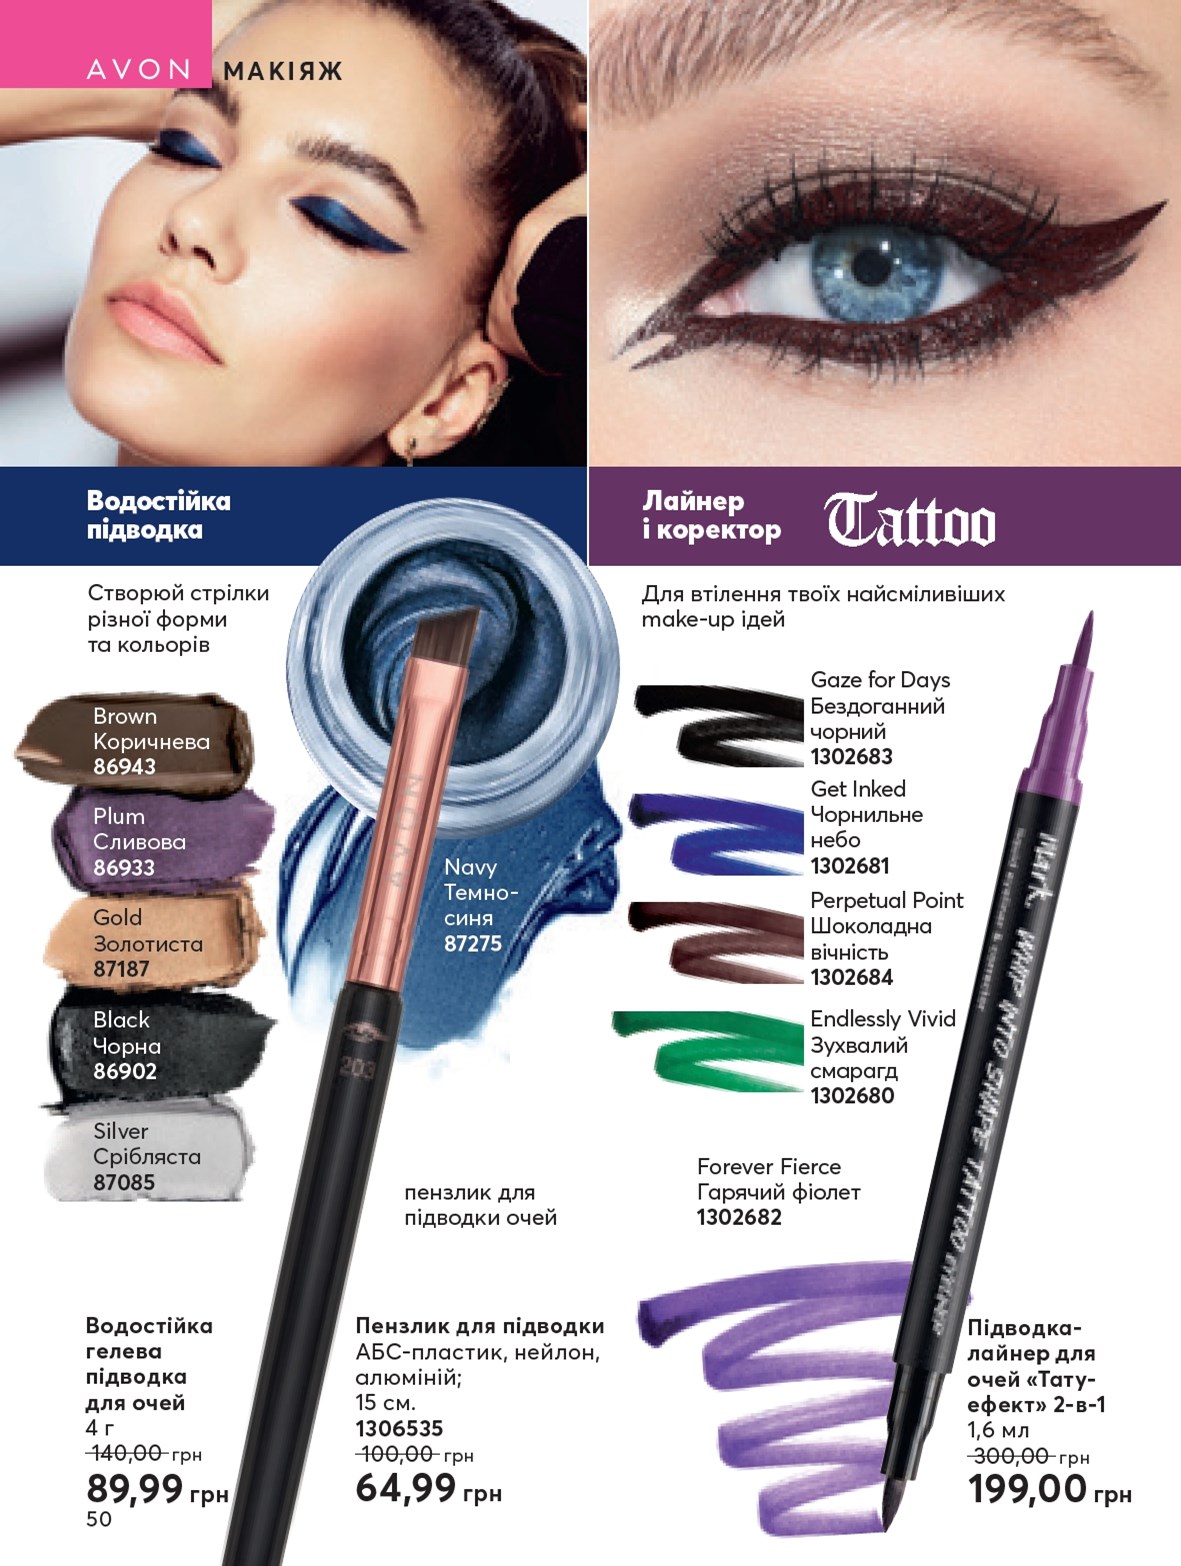 AVON МАКІЯЖ
Водостійка
підводка
Створюй стрілки
різної форми
та кольорів
Brown
Коричнева
86943
Plum
Сливова
86933
Gold
Золотиста
87187
Black
Чорна
86902
Silver
Срібляста
87085
Navy
Темно-
синя
87275
AVON
203
пензлик для
підводки очей
Водостійка
гелева
підводка
для очей
4 г
140,00 грн
89,99 грн
50
Пензлик для підводки
АБС-пластик, нейлон,
алюміній;
15 см.
1306535
100,00 грн
64,99 грн
Лайнер
і коректор
Tattoo
Для втілення твоїх найсміливіших
make-up ідей
Gaze for Days
Бездоганний
чорний
1302683
Get Inked
Чорнильне
небо
1302681
Perpetual Point
Шоколадна
вічність
1302684
Endlessly Vivid
Зухвалий
смарагд
1302680
Forever Fierce
Гарячий фіолет
1302682
mark.
WHIP INTO SHAPE TATTOO
Підводка-
лайнер для
очей «Тату-
ефект» 2-в-1
1,6 мл
300,00 грн
199,00 грн